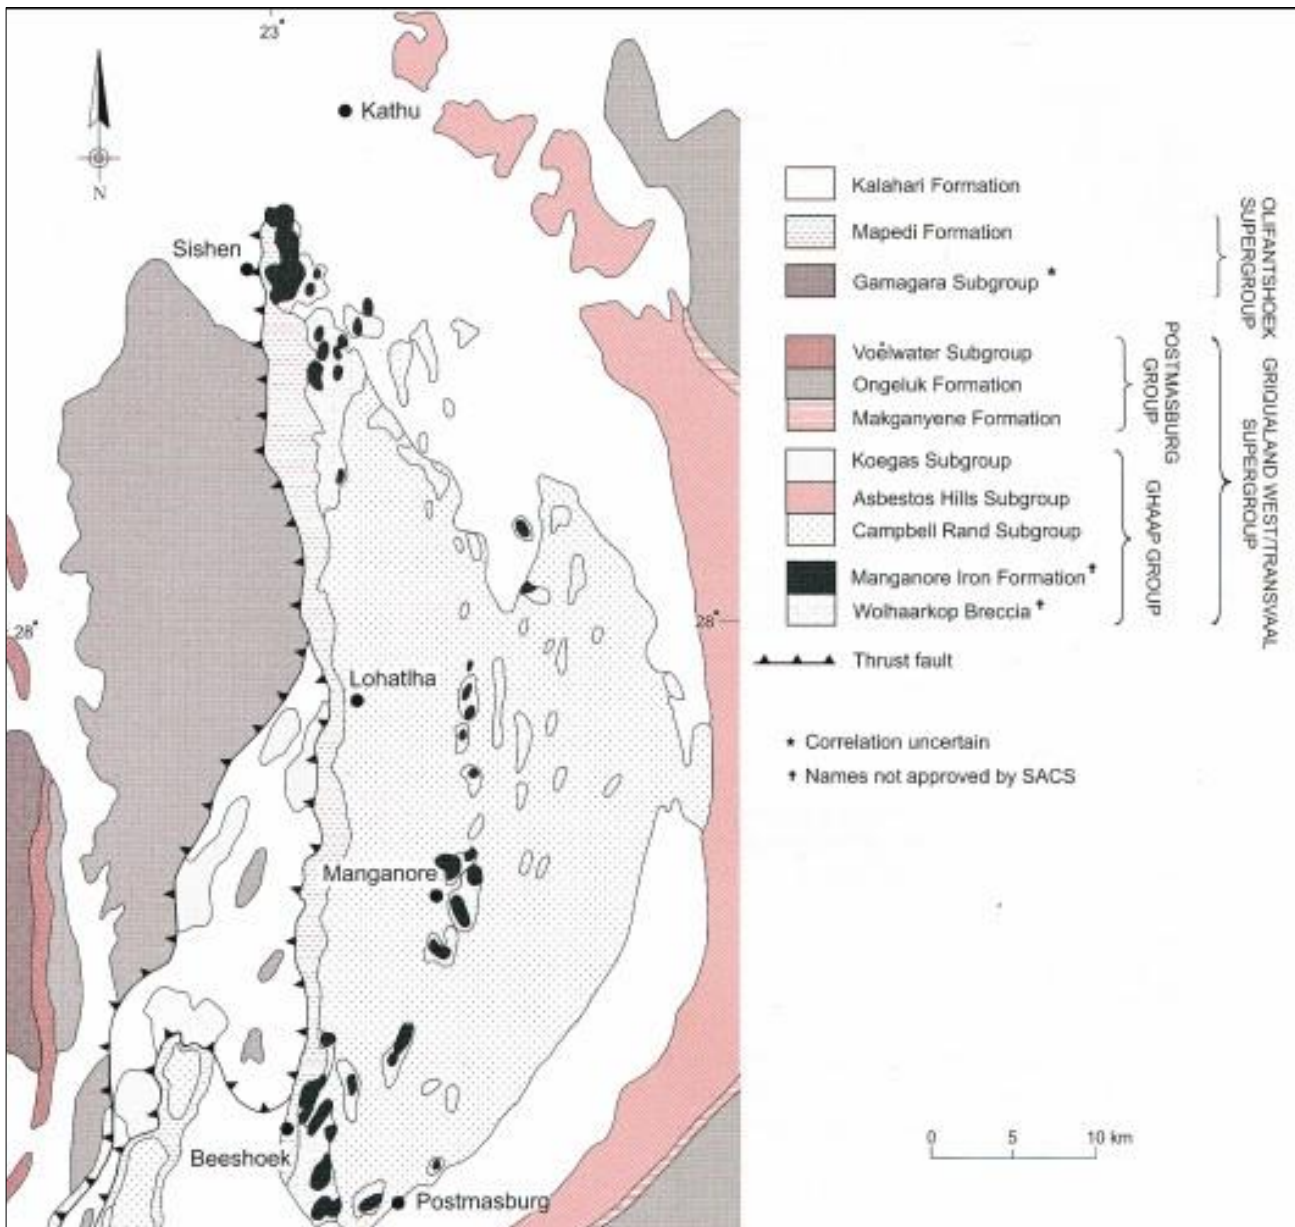 23°
Kathu
N
Sishen
28°
28°
Lohatlha
Manganore
Beeshoek
Postmasburg
Kalahari Formation
Mapedi Formation
Gamagara Subgroup *
Voëlwater Subgroup
Ongeluk Formation
Makganyene Formation
Koegas Subgroup
Asbestos Hills Subgroup
Campbell Rand Subgroup
Manganore Iron Formation †
Wolhaarkop Breccia †
Thrust fault
* Correlation uncertain
† Names not approved by SACS
OLIFANTSHOEK
SUPERGROUP
POSTMASBURG
GROUP
GHAAP GROUP
GRIQUALAND WEST/TRANSVAAL
SUPERGROUP
0 5 10 km